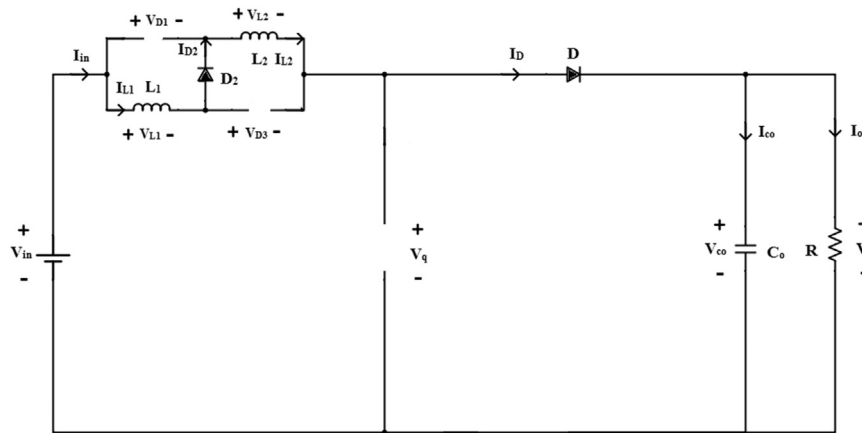 + VD1 -
+ VL2 -
Iin
ID2
L2 IL2
D2
IL1 L1
+ VL1 -
+ VD3 -
ID
D
Ico
Io
+
Vin
-
+
Vq
-
+
Vco
-
Co
R